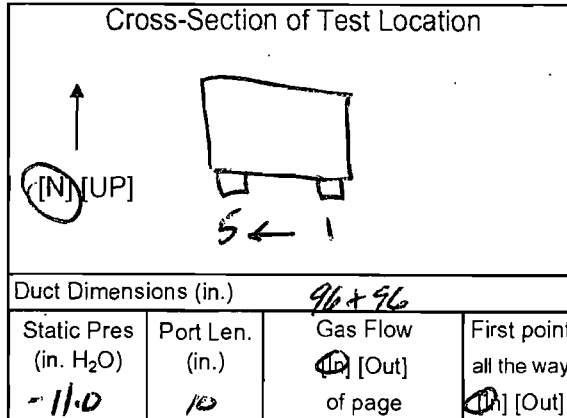 Cross-Section of Test Location
[N] [UP]
5 ← 1
Duct Dimensions (in.) 96 + 96
Static Pres Port Len. Gas Flow First point
(in. H₂O) (in.) [In] [Out] all the way
-11.0 10 of page [In] [Out]